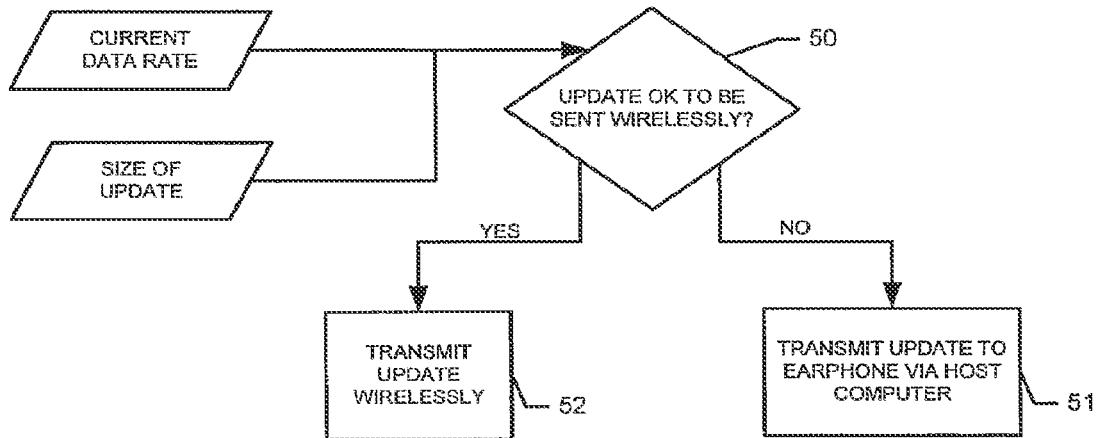 CURRENT
DATA RATE
50
UPDATE OK TO BE
SENT WIRELESSLY?
SIZE OF
UPDATE
YES
NO
TRANSMIT
UPDATE
WIRELESSLY
52
TRANSMIT UPDATE TO
EARPHONE VIA HOST
COMPUTER
51